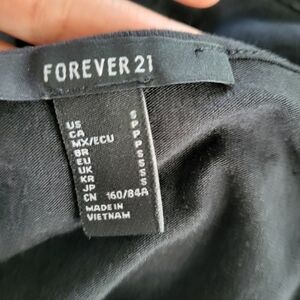 FOREVER 21
US S
CA P
MX/ECU P
BR P
EU S
UK S
KR S
JP S
CN 160/84A
MADE IN
VIETNAM